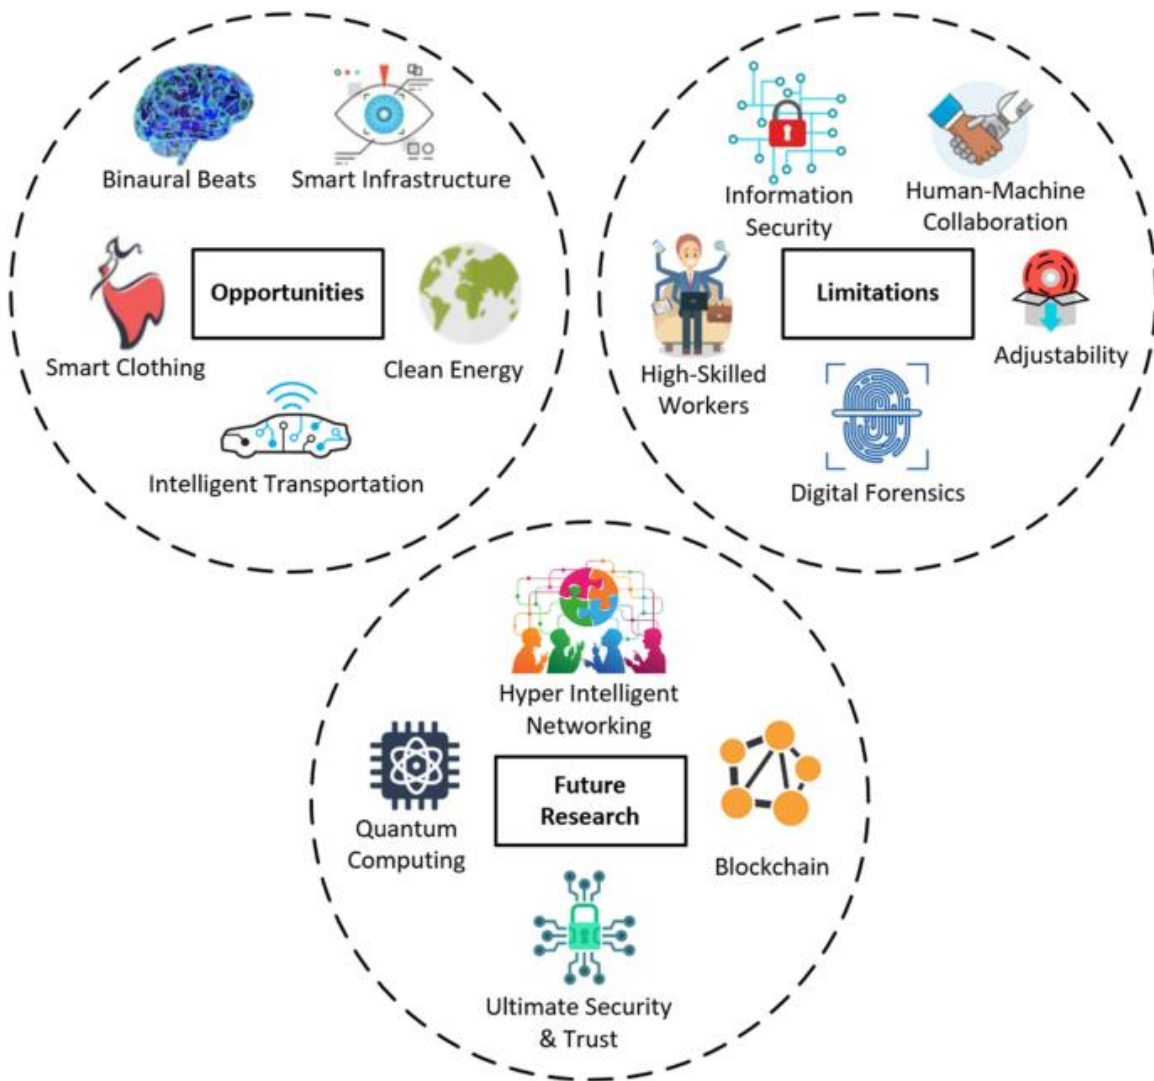 Binaural Beats
Smart Infrastructure
Opportunities
Smart Clothing
Clean Energy
Intelligent Transportation
Information
Security
Human-Machine
Collaboration
Limitations
High-Skilled
Workers
Adjustability
Digital Forensics
Hyper Intelligent
Networking
Future
Research
Quantum
Computing
Blockchain
Ultimate Security
& Trust